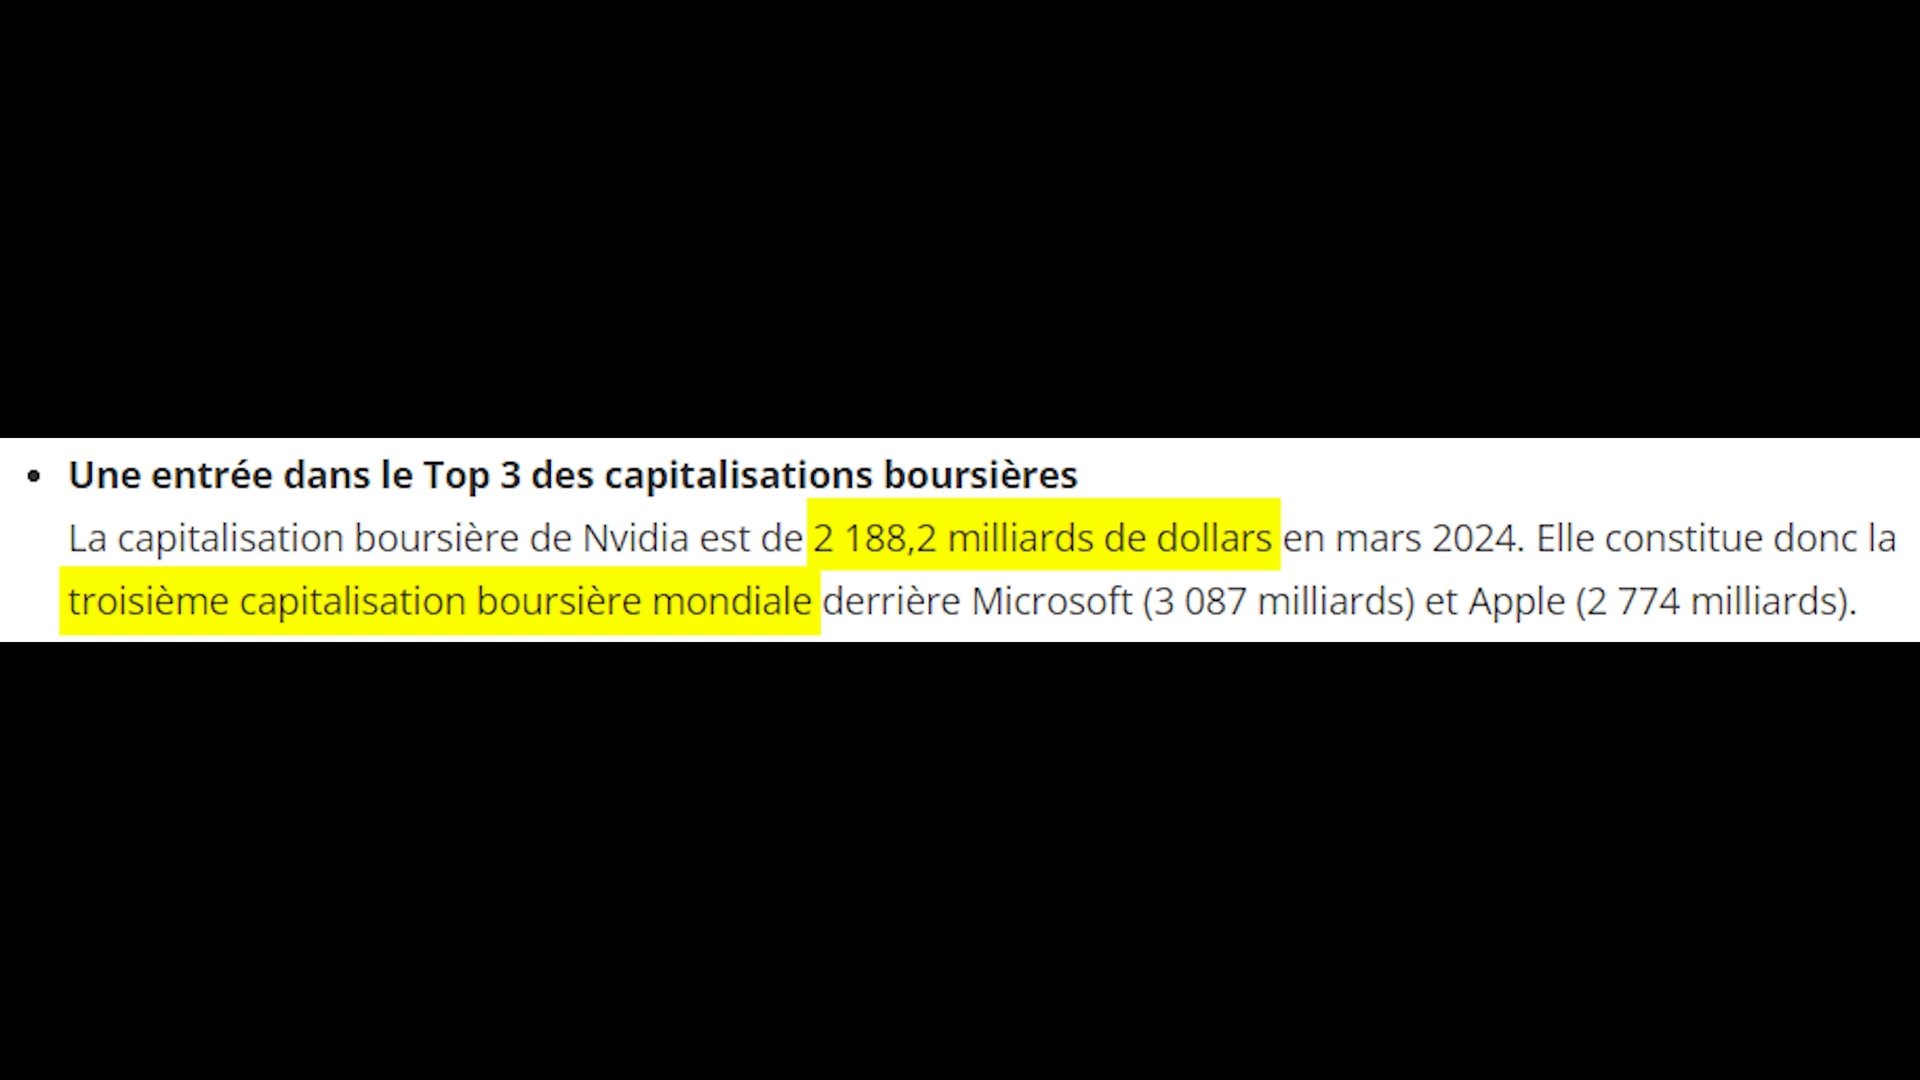 • Une entrée dans le Top 3 des capitalisations boursières
La capitalisation boursière de Nvidia est de 2 188,2 milliards de dollars en mars 2024. Elle constitue donc la
troisième capitalisation boursière mondiale derrière Microsoft (3 087 milliards) et Apple (2 774 milliards).